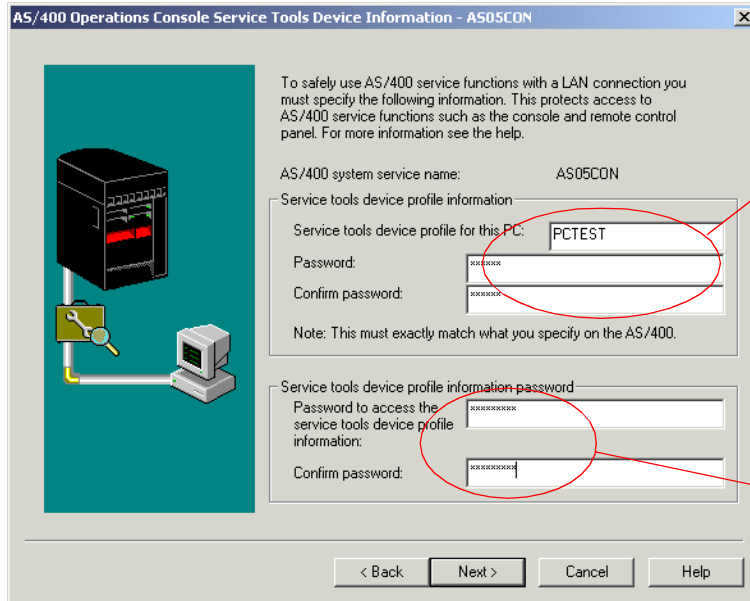 AS/400 Operations Console Service Tools Device Information - AS05CON
To safely use AS/400 service functions with a LAN connection you
must specify the following information. This protects access to
AS/400 service functions such as the console and remote control
panel. For more information see the help.
AS/400 system service name: AS05CON
Service tools device profile information
Service tools device profile for this PC: PCTEST
Password: xxxxxx
Confirm password: xxxxxx
Note: This must exactly match what you specify on the AS/400.
Service tools device profile information password
Password to access the xxxxxxxxx
service tools device profile
information:
Confirm password: xxxxxxxxx
< Back Next > Cancel Help